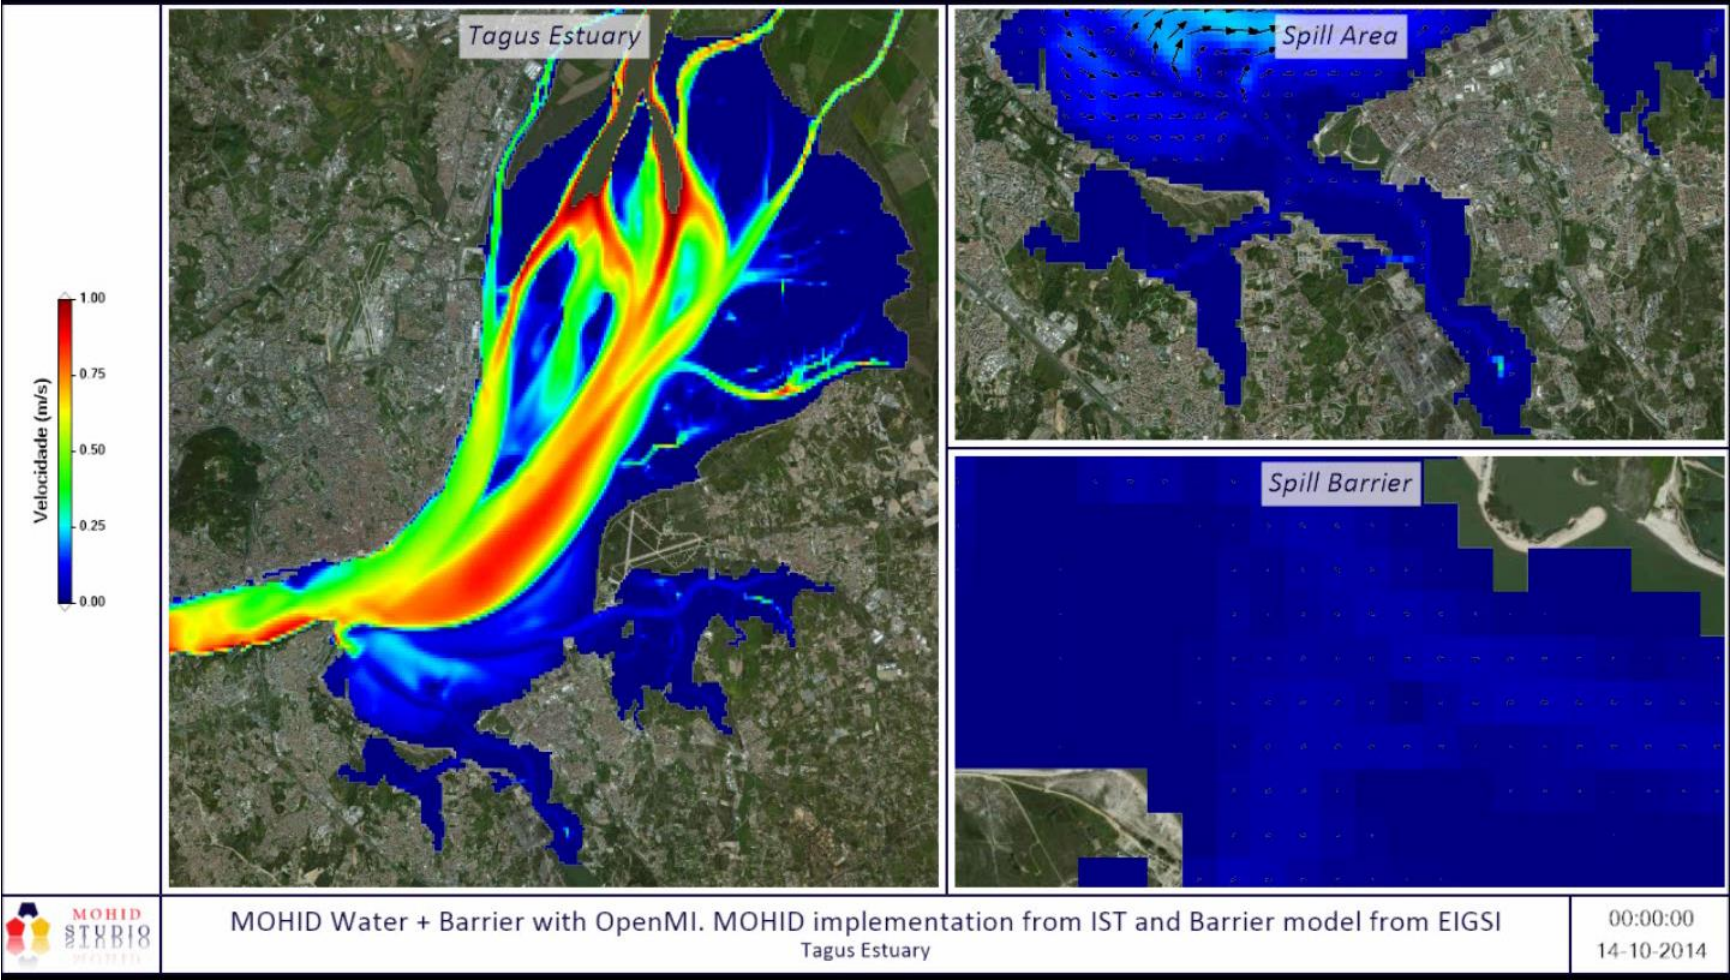 Tagus Estuary
Spill Area
Velocidade (m/s)
1.00
0.75
0.50
0.25
0.00
Spill Barrier
MOHID
STUDIO
MOHID Water + Barrier with OpenMI. MOHID implementation from IST and Barrier model from EIGSI
Tagus Estuary
00:00:00
14-10-2014